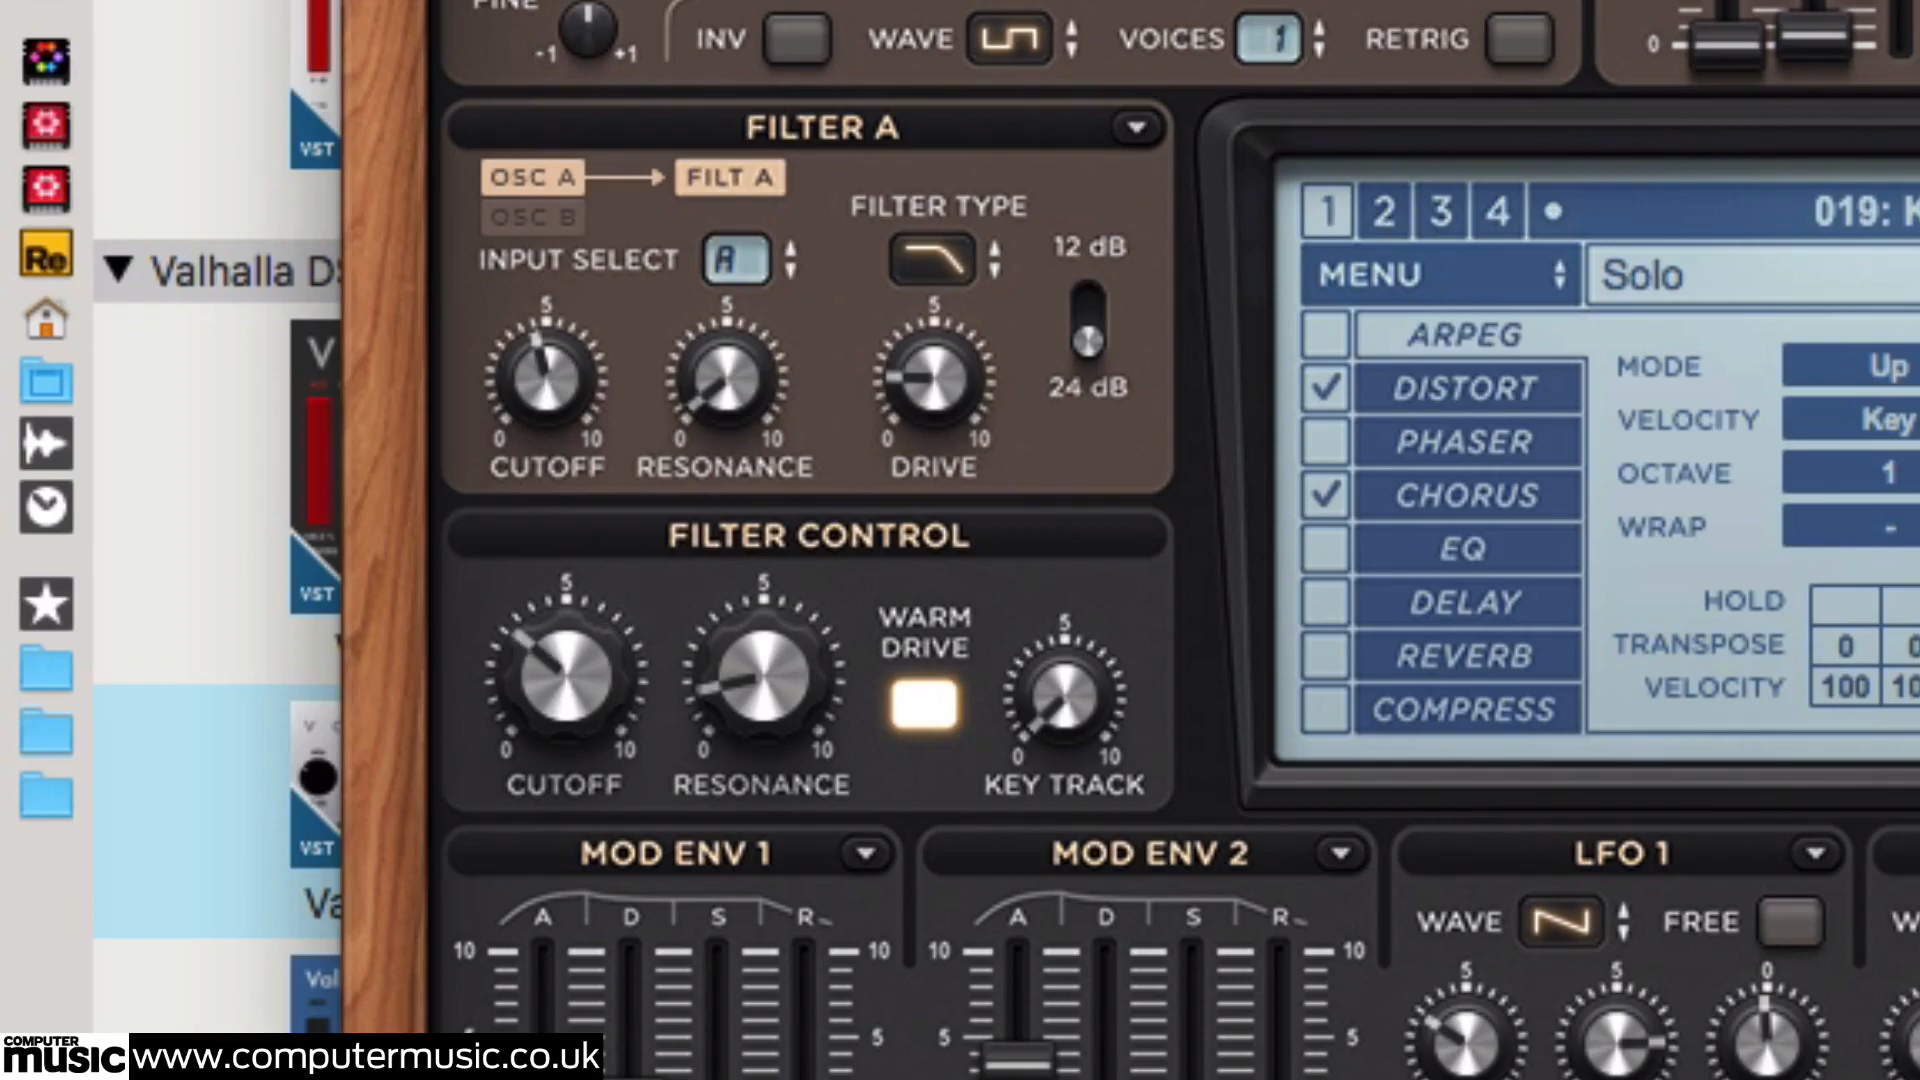 FINE
-1 +1
INV WAVE VOICES 1 RETRIG
0
VST
FILTER A
OSC A FILT A
OSC B
FILTER TYPE
INPUT SELECT A
12 dB
24 dB
5 5 5
0 10 0 10 0 10
CUTOFF RESONANCE DRIVE
Re
Valhalla D
V
VST
FILTER CONTROL
5 5
WARM
DRIVE
5
0 10 0 10 0 10
CUTOFF RESONANCE KEY TRACK
1 2 3 4 019: K
MENU Solo
ARPEG
DISTORT
PHASER
CHORUS
EQ
DELAY
REVERB
COMPRESS
MODE Up
VELOCITY Key
OCTAVE 1
WRAP -
HOLD
TRANSPOSE 0 0
VELOCITY 100 10
V
VST
Va
Val
MOD ENV 1 MOD ENV 2 LFO 1
A D S R A D S R
WAVE FREE W
10 10 10 10
5 5 5
5 5 0
COMPUTER
music
www.computermusic.co.uk